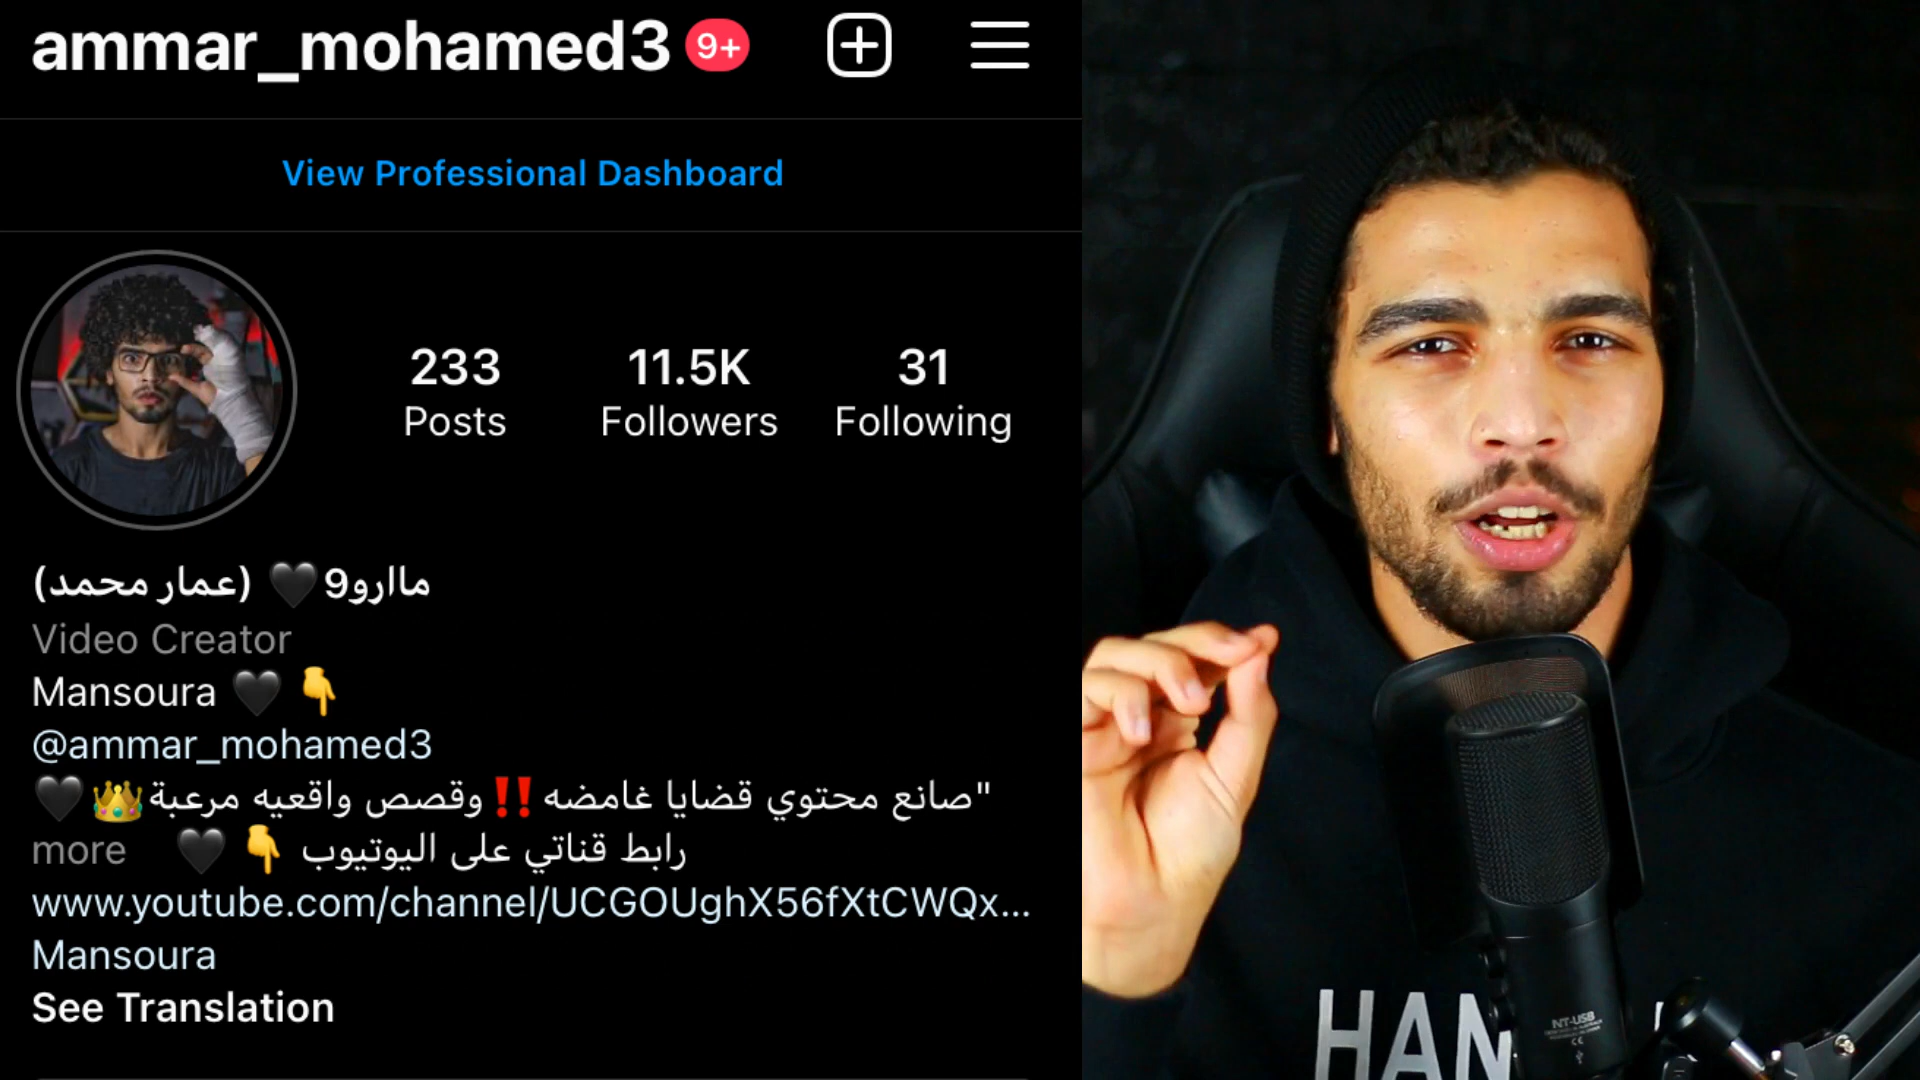 ammar_mohamed3 9+
View Professional Dashboard
233 11.5K 31
Posts Followers Following
ماارو9🖤 (عمار محمد)
Video Creator
Mansoura 🖤 👇
@ammar_mohamed3
"صانع محتوي قضايا غامضه‼️وقصص واقعيه مرعبة👑🖤
رابط قناتي على اليوتيوب 👇 🖤 more
www.youtube.com/channel/UCGOUghX56fXtCWQx...
Mansoura
See Translation
HAN
NT-USB